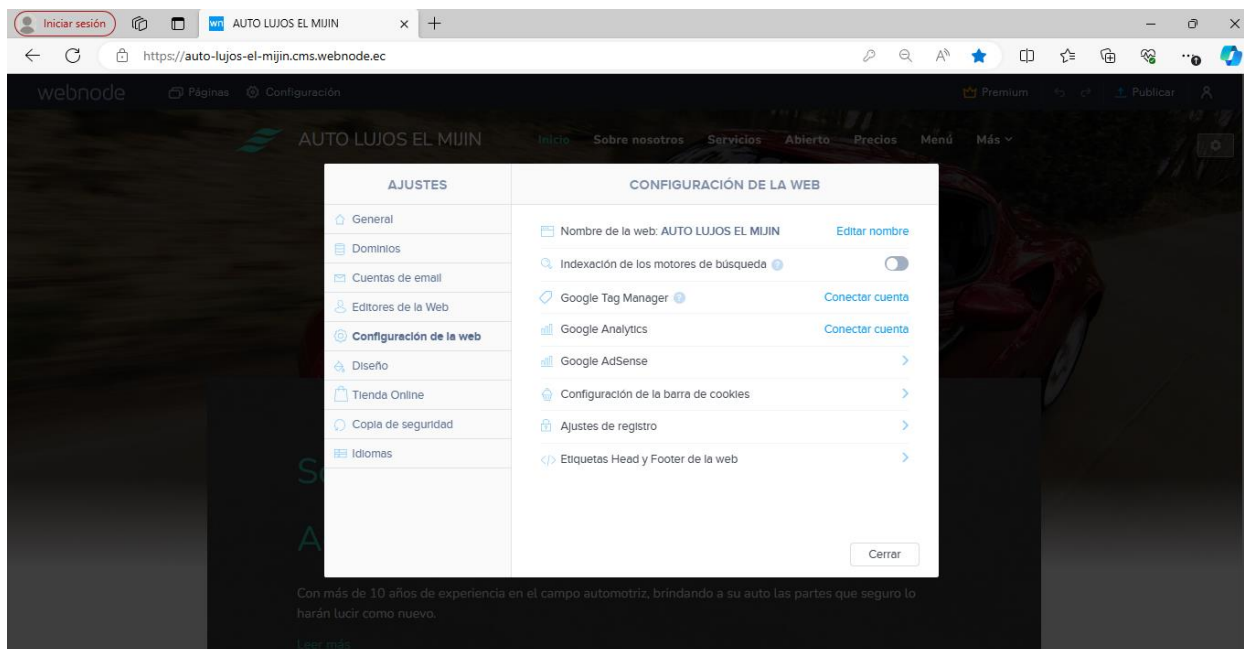 Iniciar sesión
wn AUTO LUJOS EL MIJIN
https://auto-lujos-el-mijin.cms.webnode.ec
webnode Páginas Configuración Premium Publicar
AUTO LUJOS EL MIJIN Inicio Sobre nosotros Servicios Abierto Precios Menú Más
AJUSTES
General
Dominios
Cuentas de email
Editores de la Web
Configuración de la web
Diseño
Tienda Online
Copia de seguridad
Idiomas
CONFIGURACIÓN DE LA WEB
Nombre de la web: AUTO LUJOS EL MIJIN Editar nombre
Indexación de los motores de búsqueda ?
Google Tag Manager ? Conectar cuenta
Google Analytics Conectar cuenta
Google AdSense
Configuración de la barra de cookies
Ajustes de registro
Etiquetas Head y Footer de la web
Cerrar
Con más de 10 años de experiencia en el campo automotriz, brindando a su auto las partes que seguro lo
harán lucir como nuevo.
Leer más